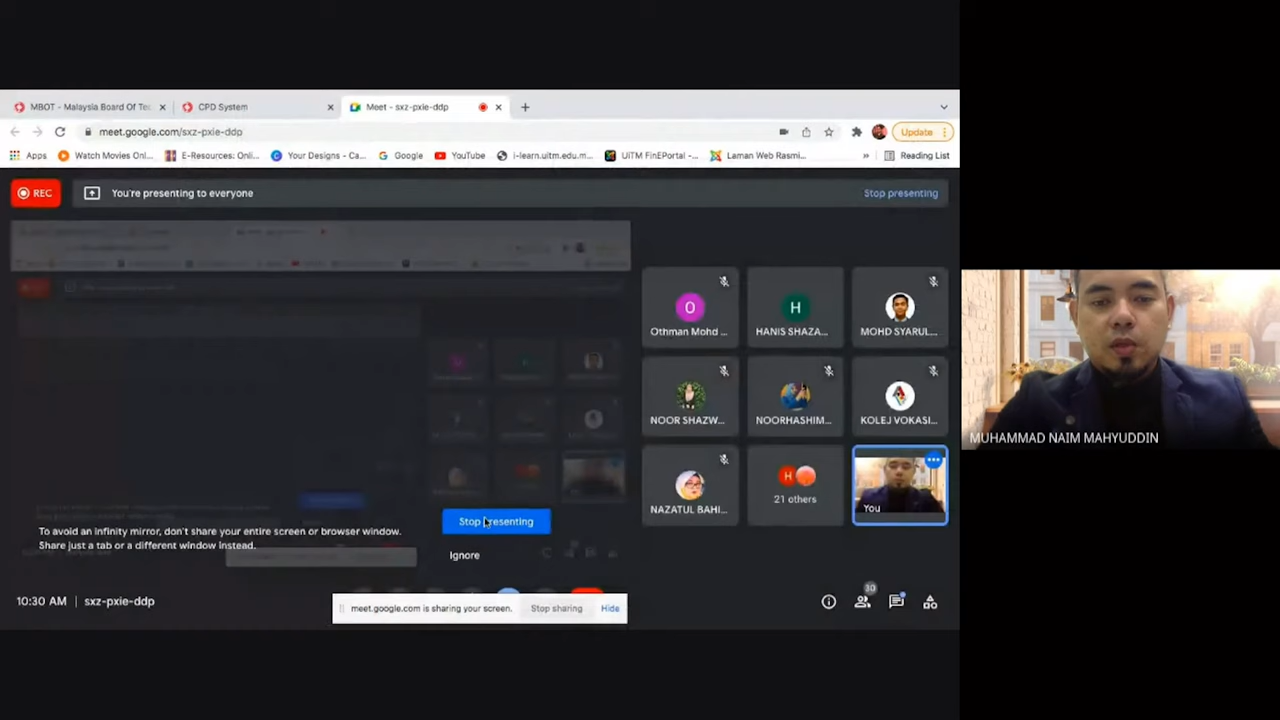 MBOT - Malaysia Board Of Tec
CPD System
Meet - sxz-pxie-ddp
meet.google.com/sxz-pxie-ddp
Update
Apps
Watch Movies Onl...
E-Resources: Onli...
Your Designs - Ca...
Google
YouTube
i-learn.uitm.edu.m...
UiTM FinEPortal -...
Laman Web Rasmi...
»
Reading List
REC
You're presenting to everyone
Stop presenting
O
Othman Mohd ...
H
HANIS SHAZA...
MOHD SYARUL...
NOOR SHAZW...
NOORHASHIM...
KOLEJ VOKASI...
MUHAMMAD NAIM MAHYUDDIN
NAZATUL BAHI...
H
21 others
You
To avoid an infinity mirror, don't share your entire screen or browser window.
Share just a tab or a different window instead.
Stop presenting
Ignore
10:30 AM | sxz-pxie-ddp
meet.google.com is sharing your screen.
Stop sharing
Hide
30